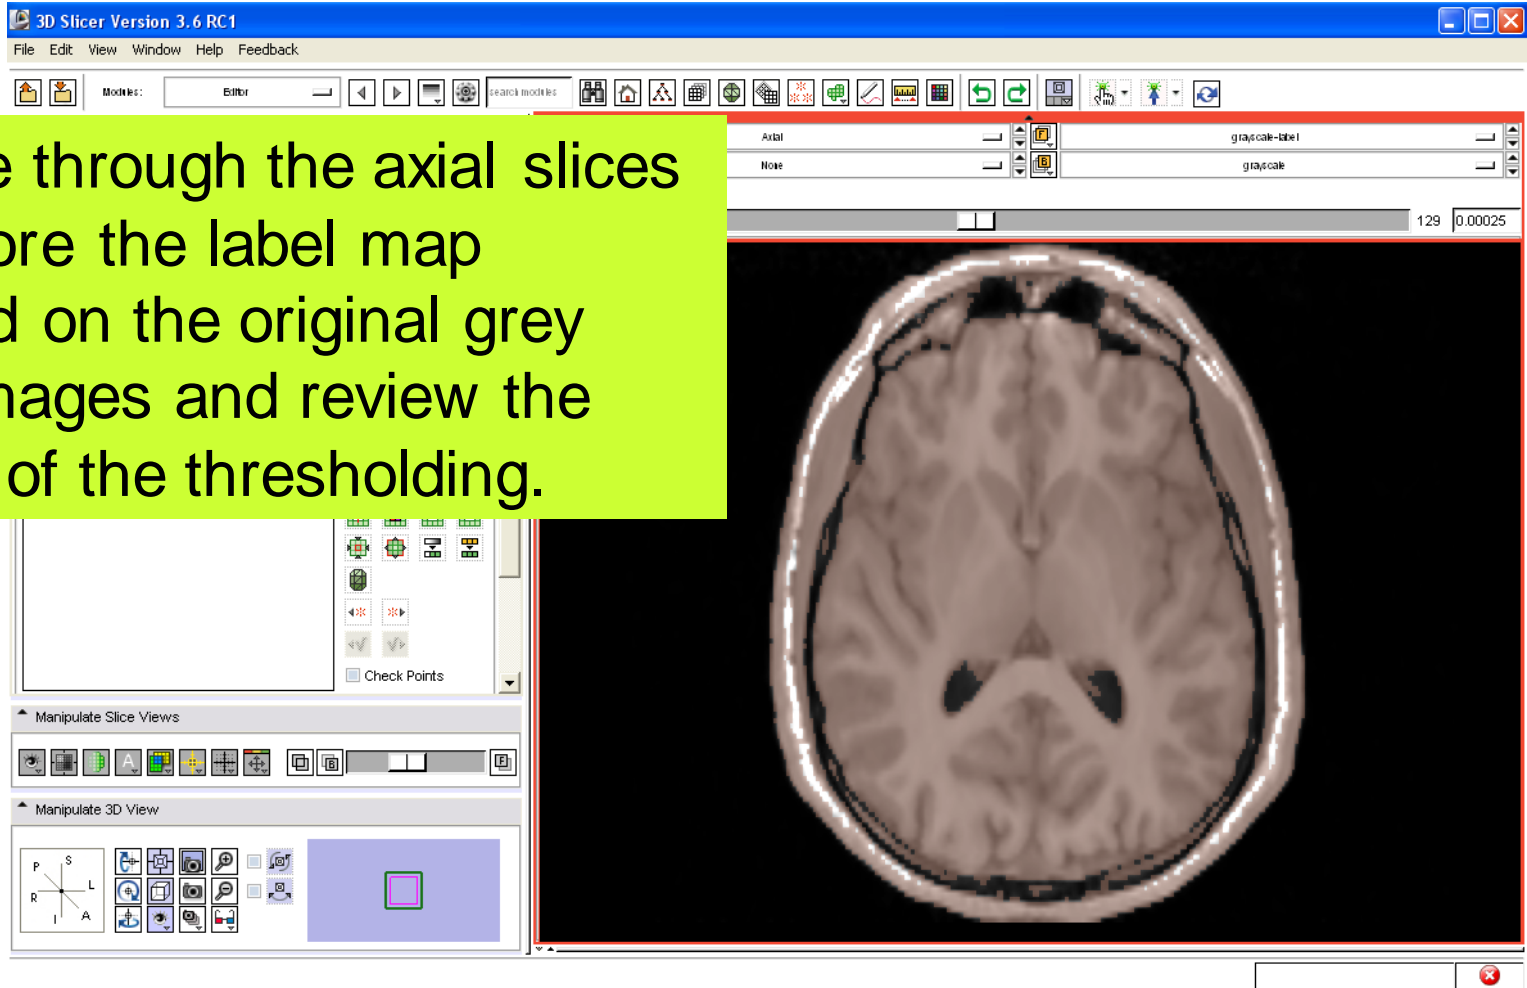 3D Slicer Version 3.6 RC1
File Edit View Window Help Feedback
Modules: Editor search modules
e through the axial slices
ore the label map
d on the original grey
nages and review the
of the thresholding.
Axial F grayscale-label
None B grayscale
129 0.00025
Check Points
Manipulate Slice Views
A B F
Manipulate 3D View
P S
R L
I A